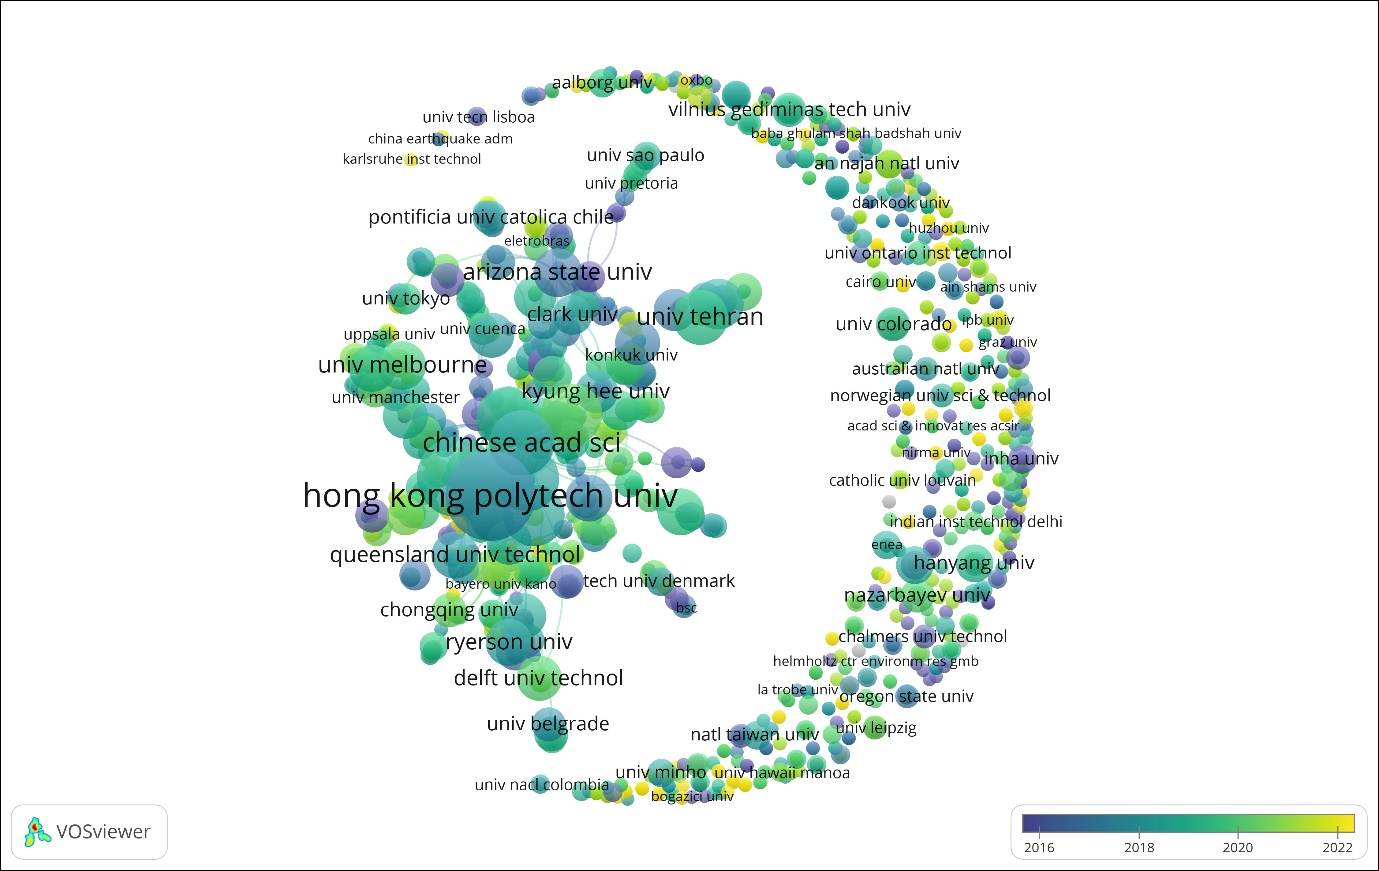 aalborg univ
oxbo
vilnius gediminas tech univ
univ tecn lisboa
baba ghulam shah badshah univ
china earthquake adm
karlsruhe inst technol
univ sao paulo
an najah natl univ
univ pretoria
dankook univ
pontificia univ catolica chile
huzhou univ
eletrobras
univ ontario inst technol
arizona state univ
cairo univ
ain shams univ
univ tokyo
clark univ
univ tehran
univ colorado
ipb univ
uppsala univ
univ cuenca
graz univ
konkuk univ
univ melbourne
australian natl univ
kyung hee univ
norwegian univ sci & technol
univ manchester
acad sci & innovat res acsir
chinese acad sci
nirma univ
inha univ
catholic univ louvain
hong kong polytech univ
indian inst technol delhi
enea
queensland univ technol
hanyang univ
bayero univ kano
tech univ denmark
nazarbayev univ
chongqing univ
bsc
ryerson univ
chalmers univ technol
helmholtz ctr environm res gmb
delft univ technol
la trobe univ
oregon state univ
univ belgrade
natl taiwan univ
univ leipzig
univ minho
univ hawaii manoa
univ nacl colombia
bogazici univ
VOSviewer
2016
2018
2020
2022